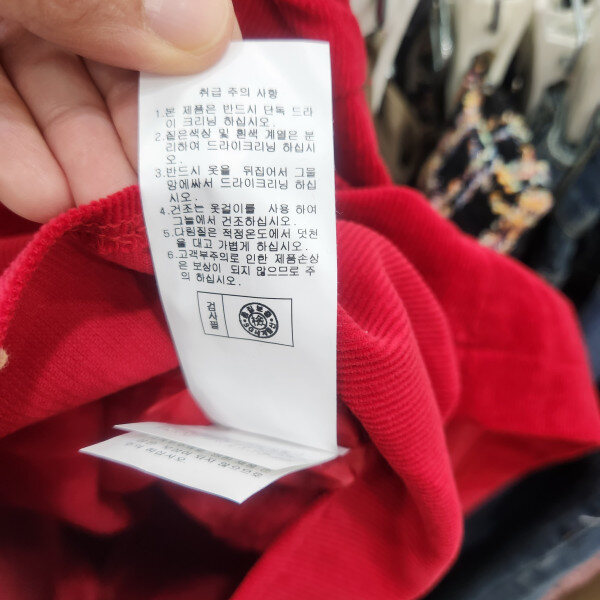 취급 주의 사항
1.본 제품은 반드시 단독 드라
이 크리닝 하십시오.
2.짙은색상 및 흰색 계열은 분
리하여 드라이크리닝 하십시
오.
3.반드시 옷을 뒤집어서 그물
망에싸서 드라이크리닝 하십
시오.
4.건조는 옷걸이를 사용 하여
그늘에서 건조하십시오.
5.다림질은 적정온도에서 덧천
을 대고 가볍게 하십시오.
6.고객부주의로 인한 제품손상
은 보상이 되지 않으므로 주
의 하십시오.
검사필